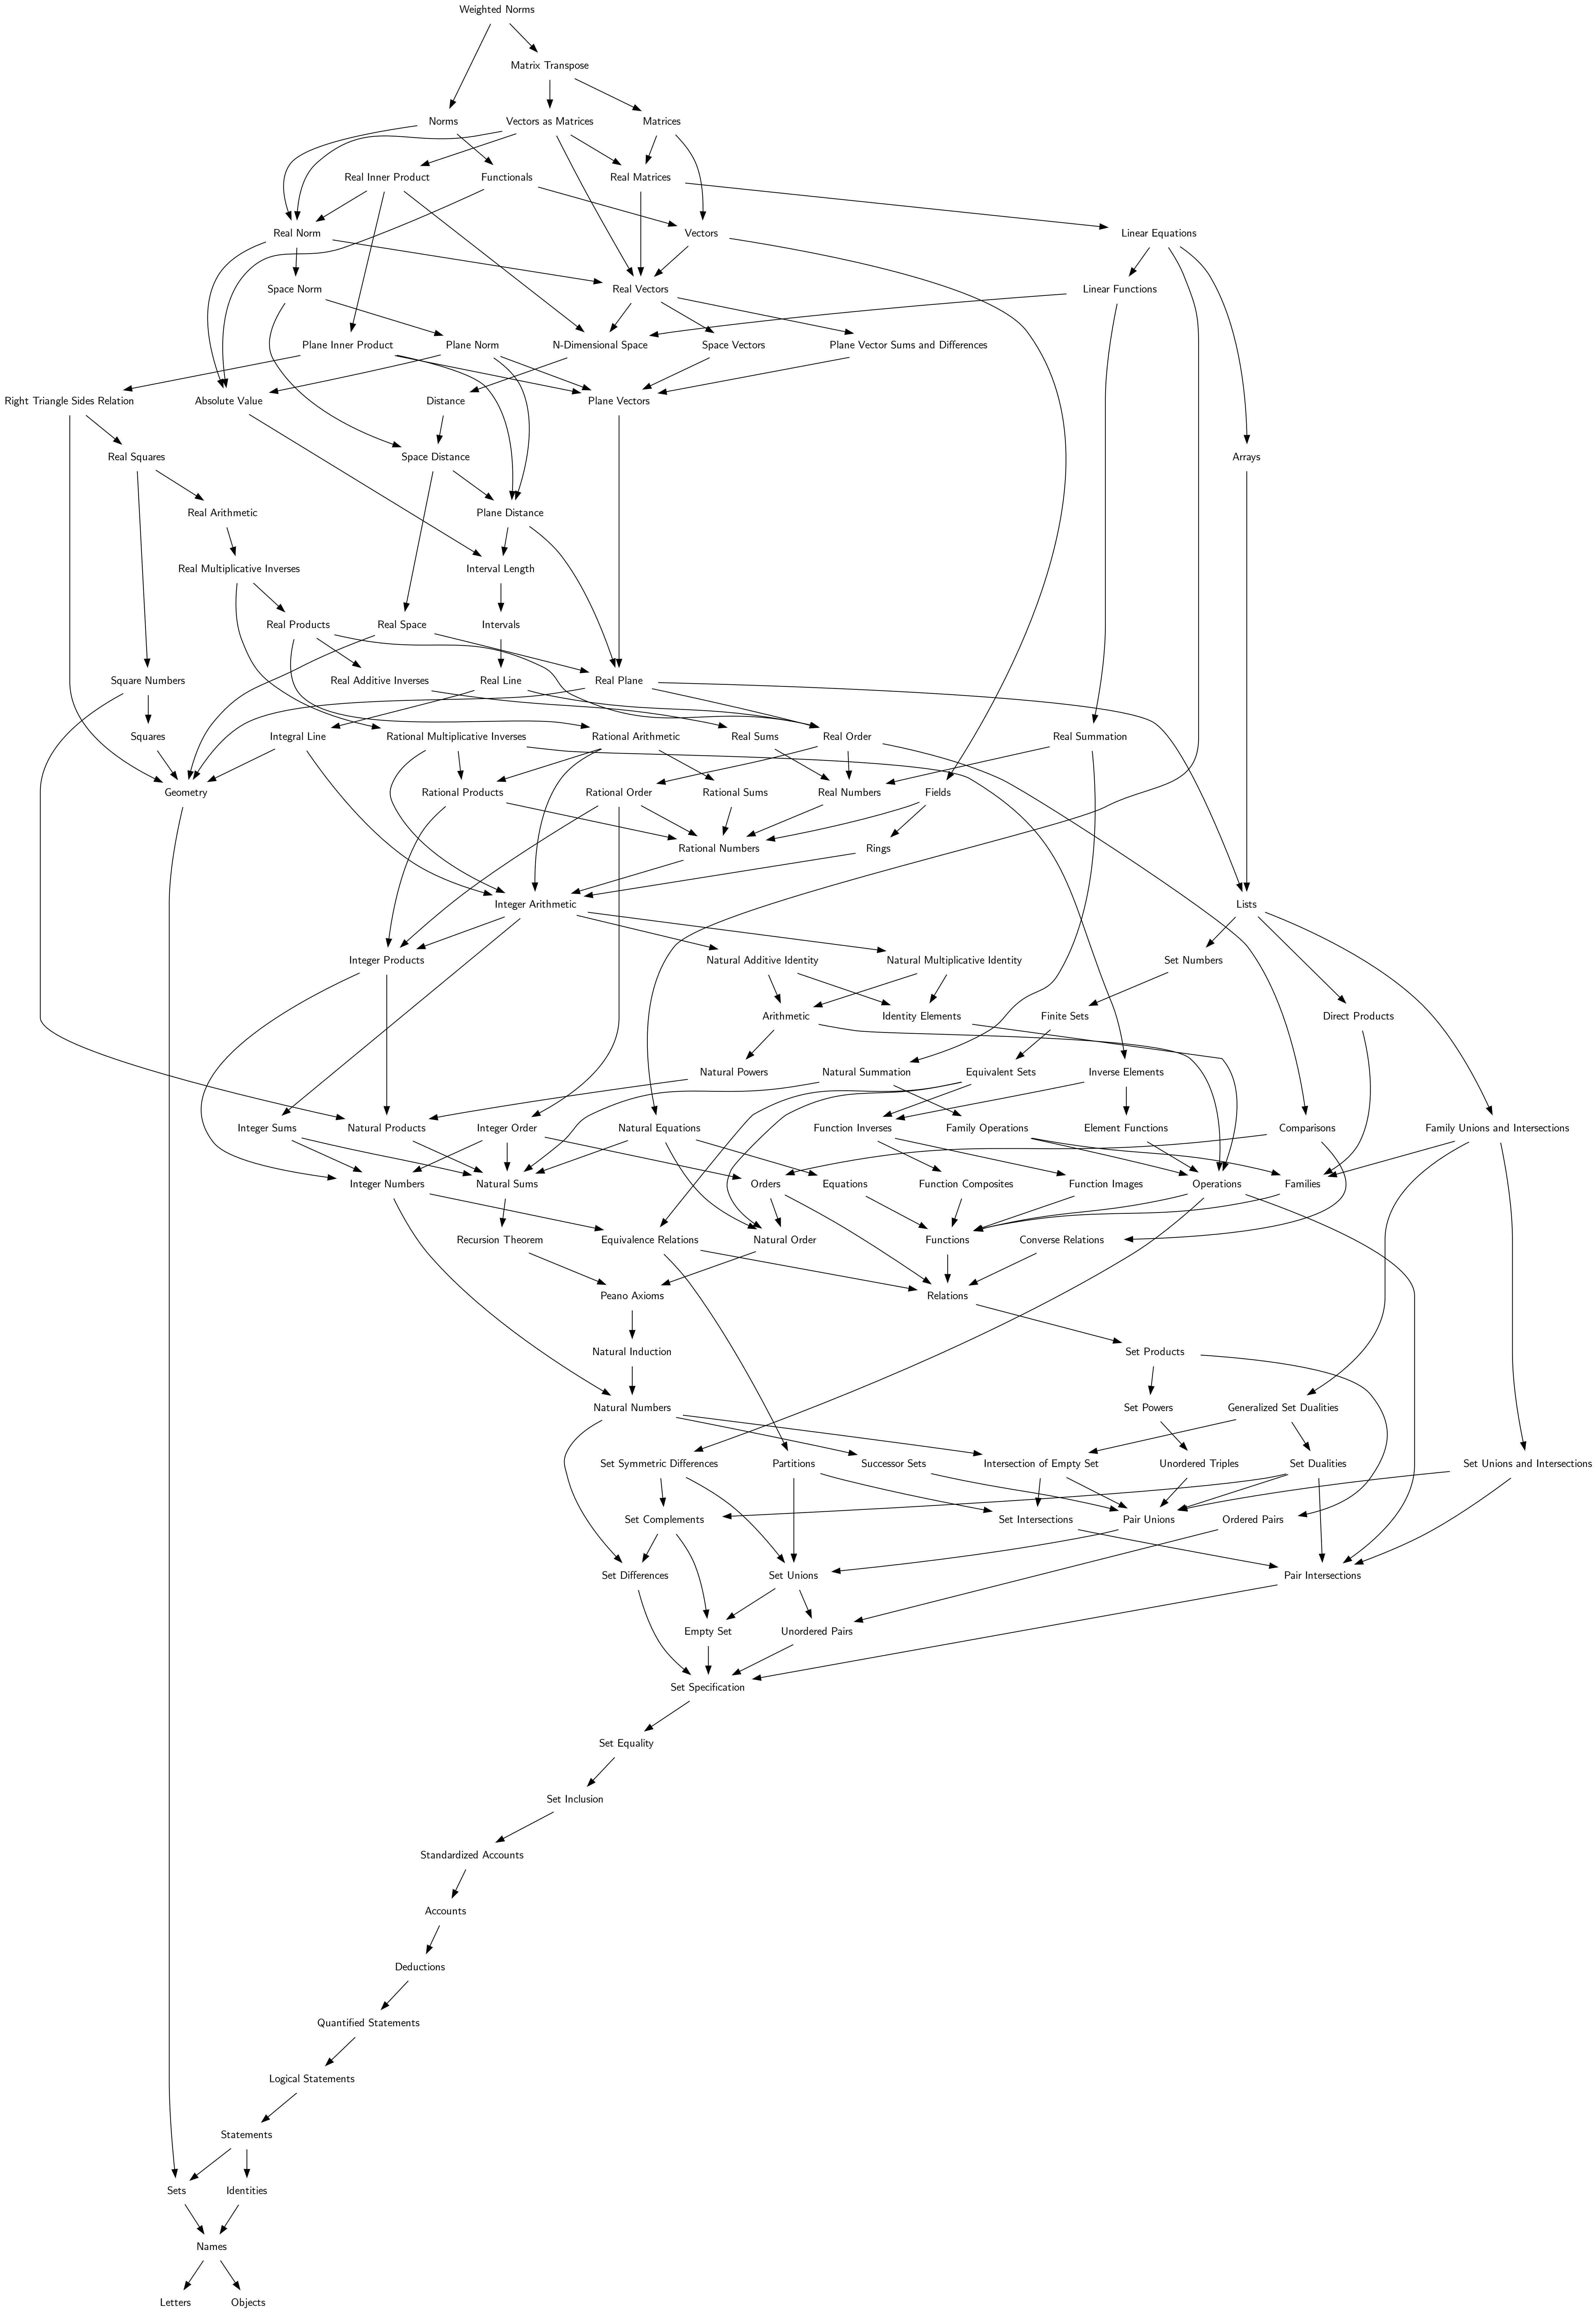 Weighted Norms
Matrix Transpose
Norms
Vectors as Matrices
Matrices
Real Inner Product
Functionals
Real Matrices
Real Norm
Vectors
Linear Equations
Space Norm
Real Vectors
Linear Functions
Plane Inner Product
Plane Norm
N-Dimensional Space
Space Vectors
Plane Vector Sums and Differences
Right Triangle Sides Relation
Absolute Value
Distance
Plane Vectors
Real Squares
Space Distance
Arrays
Real Arithmetic
Plane Distance
Real Multiplicative Inverses
Interval Length
Real Products
Real Space
Intervals
Square Numbers
Real Additive Inverses
Real Line
Real Plane
Squares
Integral Line
Rational Multiplicative Inverses
Rational Arithmetic
Real Sums
Real Order
Real Summation
Geometry
Rational Products
Rational Order
Rational Sums
Real Numbers
Fields
Rational Numbers
Rings
Integer Arithmetic
Lists
Integer Products
Natural Additive Identity
Natural Multiplicative Identity
Set Numbers
Arithmetic
Identity Elements
Finite Sets
Direct Products
Natural Powers
Natural Summation
Equivalent Sets
Inverse Elements
Integer Sums
Natural Products
Integer Order
Natural Equations
Function Inverses
Family Operations
Element Functions
Comparisons
Family Unions and Intersections
Integer Numbers
Natural Sums
Orders
Equations
Function Composites
Function Images
Operations
Families
Recursion Theorem
Equivalence Relations
Natural Order
Functions
Converse Relations
Peano Axioms
Relations
Natural Induction
Set Products
Natural Numbers
Set Powers
Generalized Set Dualities
Set Symmetric Differences
Partitions
Successor Sets
Intersection of Empty Set
Unordered Triples
Set Dualities
Set Unions and Intersections
Set Complements
Set Intersections
Pair Unions
Ordered Pairs
Set Differences
Set Unions
Pair Intersections
Empty Set
Unordered Pairs
Set Specification
Set Equality
Set Inclusion
Standardized Accounts
Accounts
Deductions
Quantified Statements
Logical Statements
Statements
Sets
Identities
Names
Letters
Objects